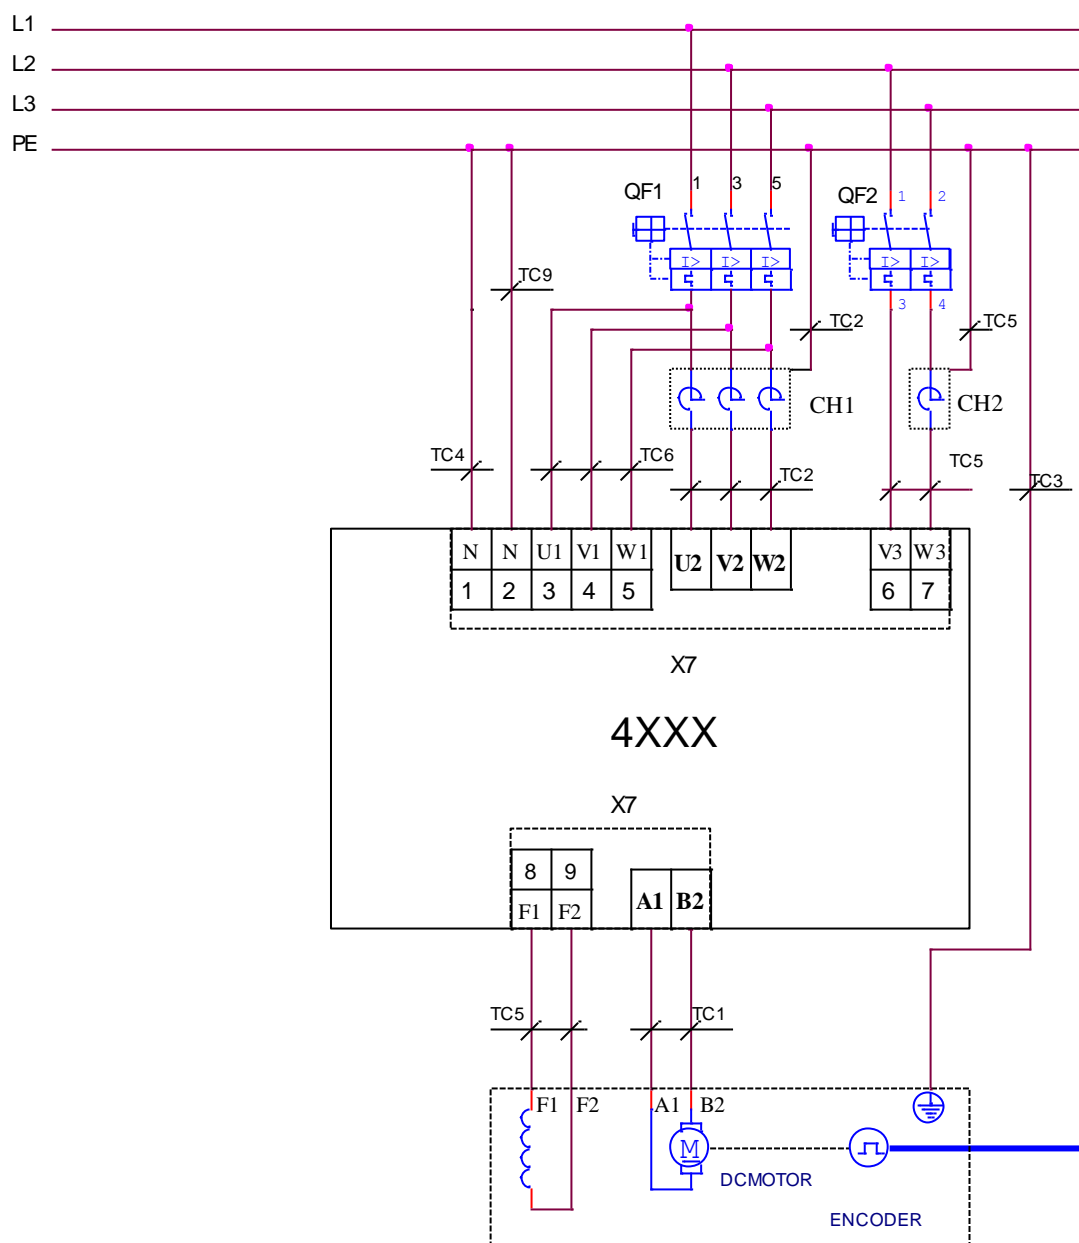 L1
L2
L3
PE
QF1 1 3 5 QF2 1 2
I> I> I> I> I>
TC9
3 4
TC2 TC5
CH1 CH2
TC4 TC6 TC2 TC5 TC3
N N U1 V1 W1 U2 V2 W2 V3 W3
1 2 3 4 5 6 7
X7
4XXX
X7
8 9
F1 F2 A1 B2
TC5 TC1
F1 F2 A1 B2
M
DCMOTOR
ENCODER